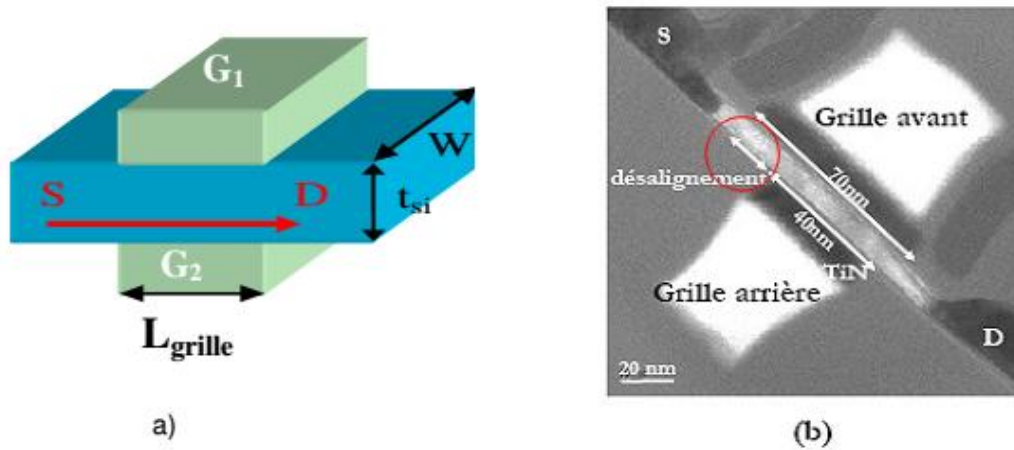 G1
W
S
D
tsi
G2
Lgrille
a)
S
Grille avant
désalignement
70nm
40nm
TiN
Grille arrière
D
20 nm
(b)